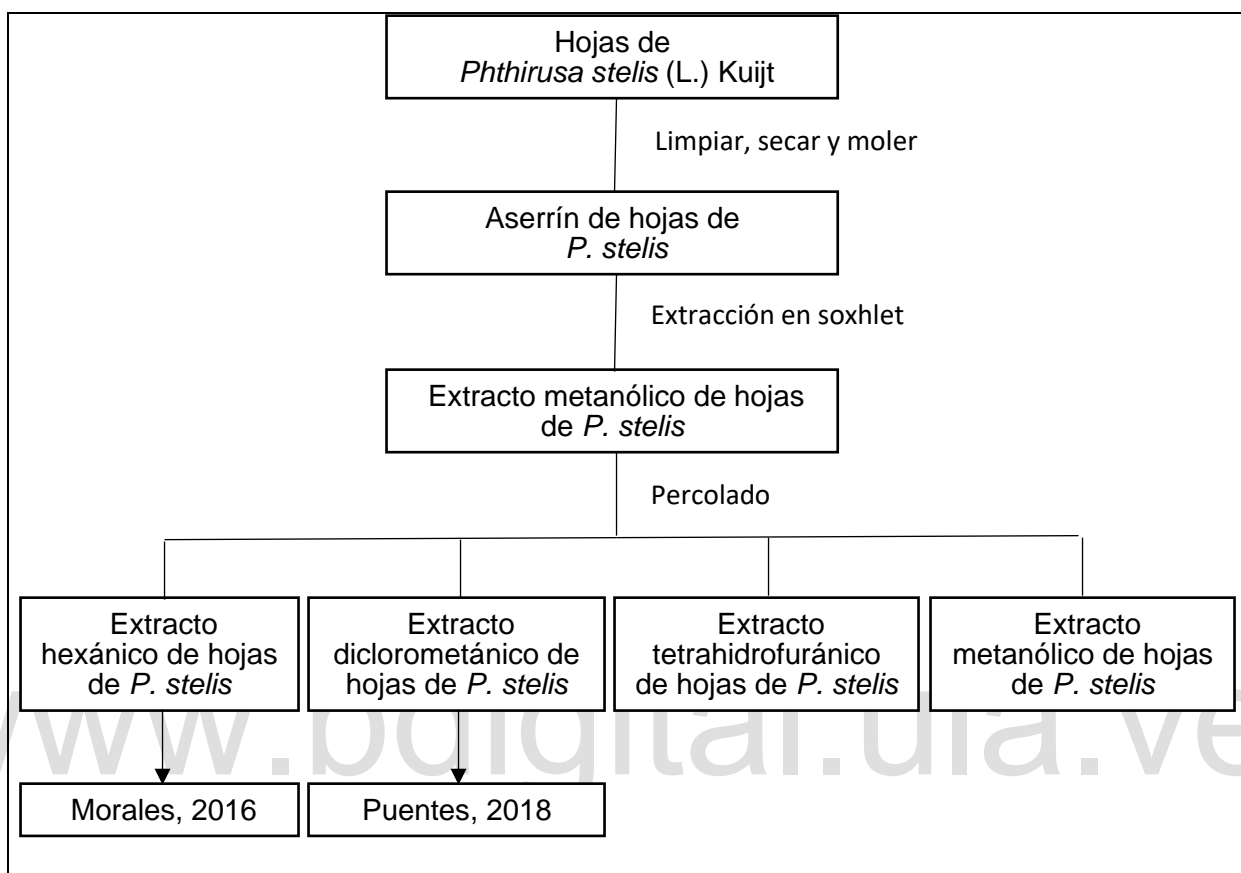 Hojas de
Phthirusa stelis (L.) Kuijt
Limpiar, secar y moler
Aserrín de hojas de
P. stelis
Extracción en soxhlet
Extracto metanólico de hojas
de P. stelis
Percolado
Extracto
hexánico de hojas
de P. stelis
Extracto
diclorometánico de
hojas de P. stelis
Extracto
tetrahidrofuránico
de hojas de P. stelis
Extracto
metanólico de hojas
de P. stelis
www.bdigital.ula.ve
Morales, 2016
Puentes, 2018